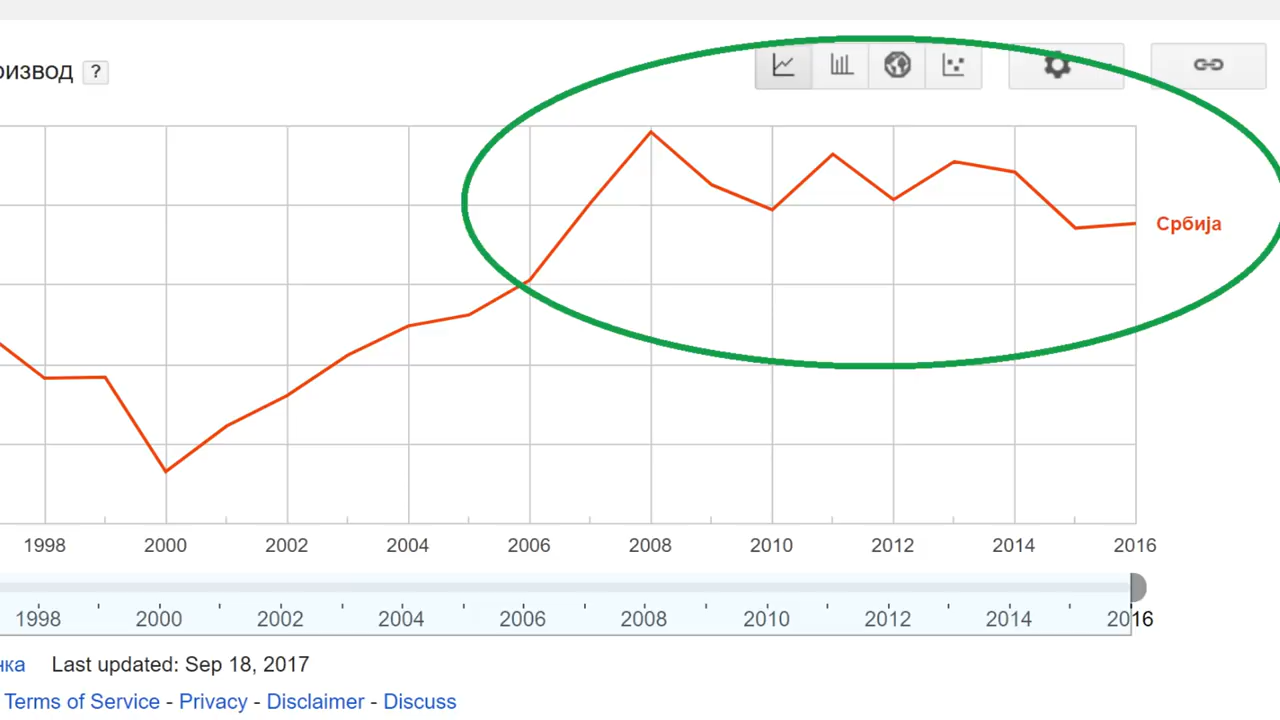 оизвод ?
Србија
1998 2000 2002 2004 2006 2008 2010 2012 2014 2016
1998 2000 2002 2004 2006 2008 2010 2012 2014 2016
нка Last updated: Sep 18, 2017
Terms of Service - Privacy - Disclaimer - Discuss